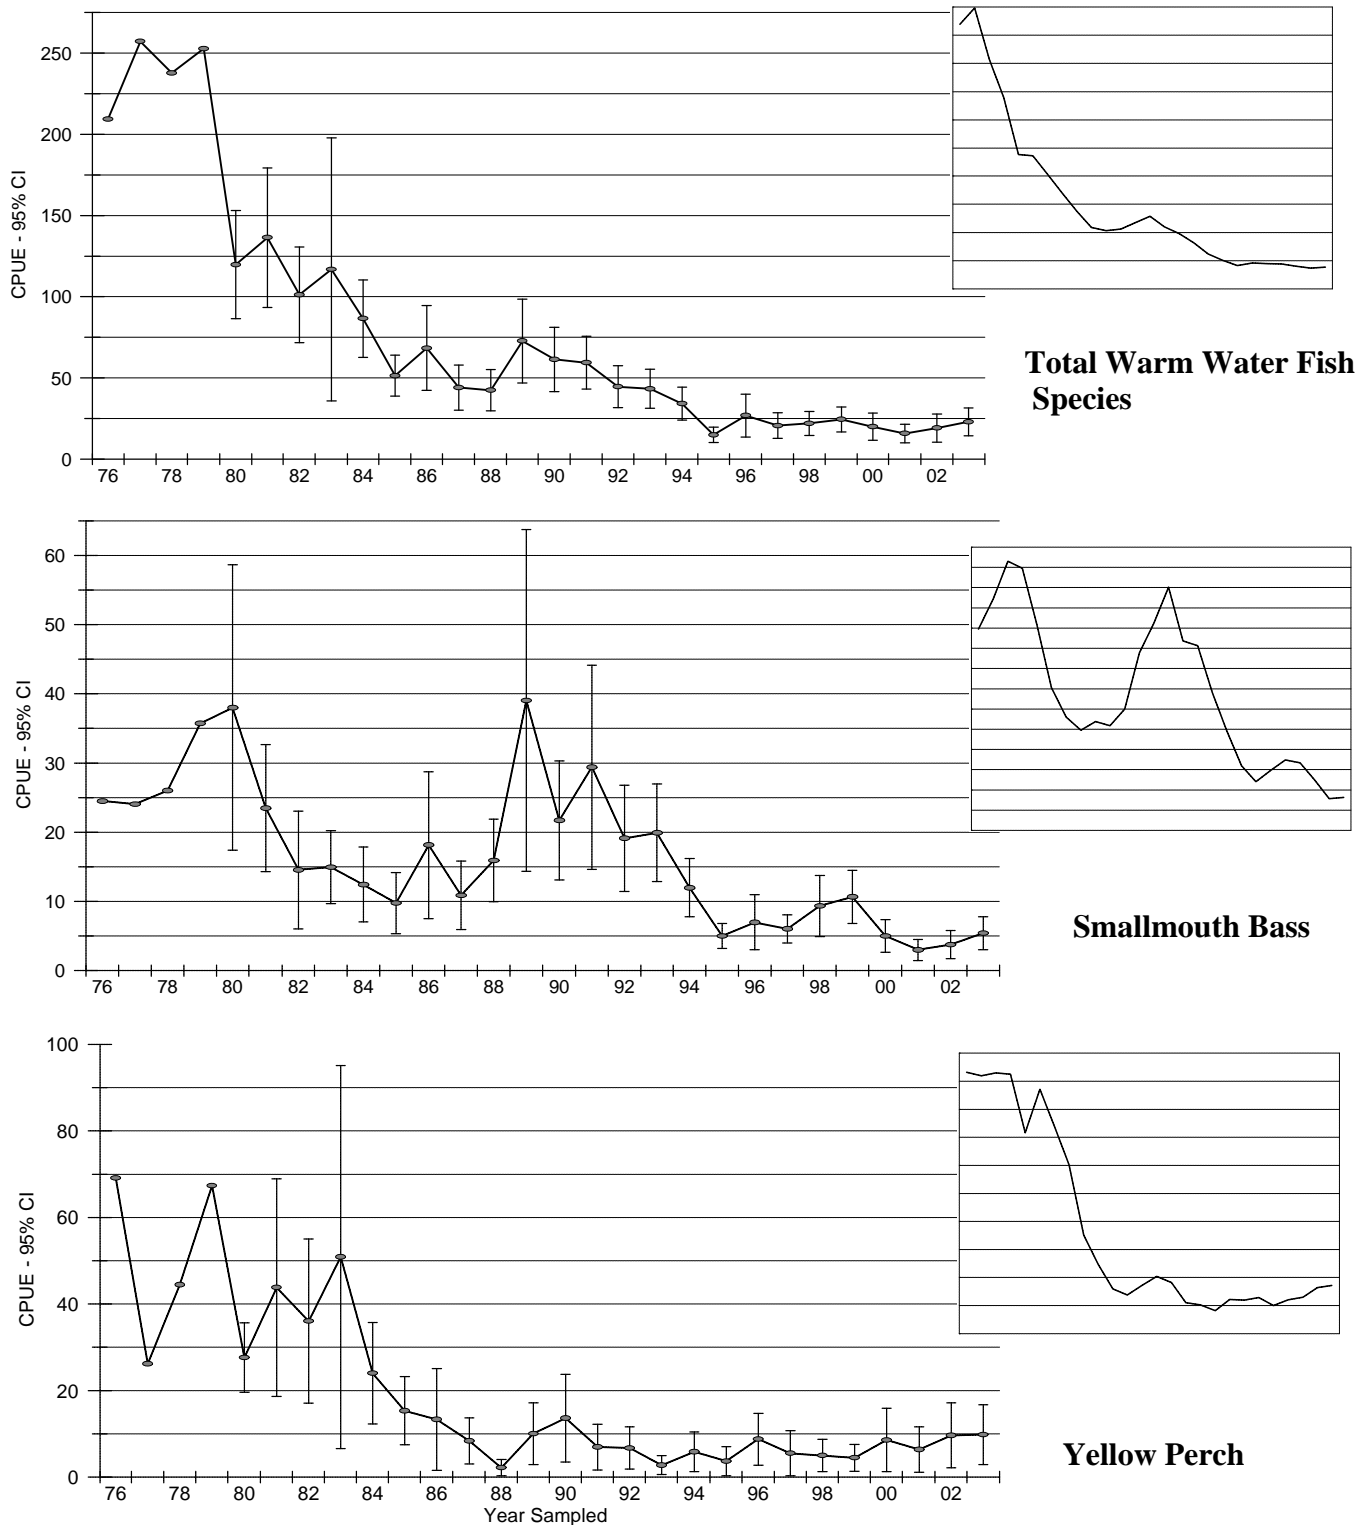 250
200
150
100
50
0
CPUE - 95% CI
76 78 80 82 84 86 88 90 92 94 96 98 00 02
Total Warm Water Fish
Species
60
50
40
30
20
10
0
CPUE - 95% CI
76 78 80 82 84 86 88 90 92 94 96 98 00 02
Smallmouth Bass
100
80
60
40
20
0
CPUE - 95% CI
76 78 80 82 84 86 88 90 92 94 96 98 00 02
Year Sampled
Yellow Perch